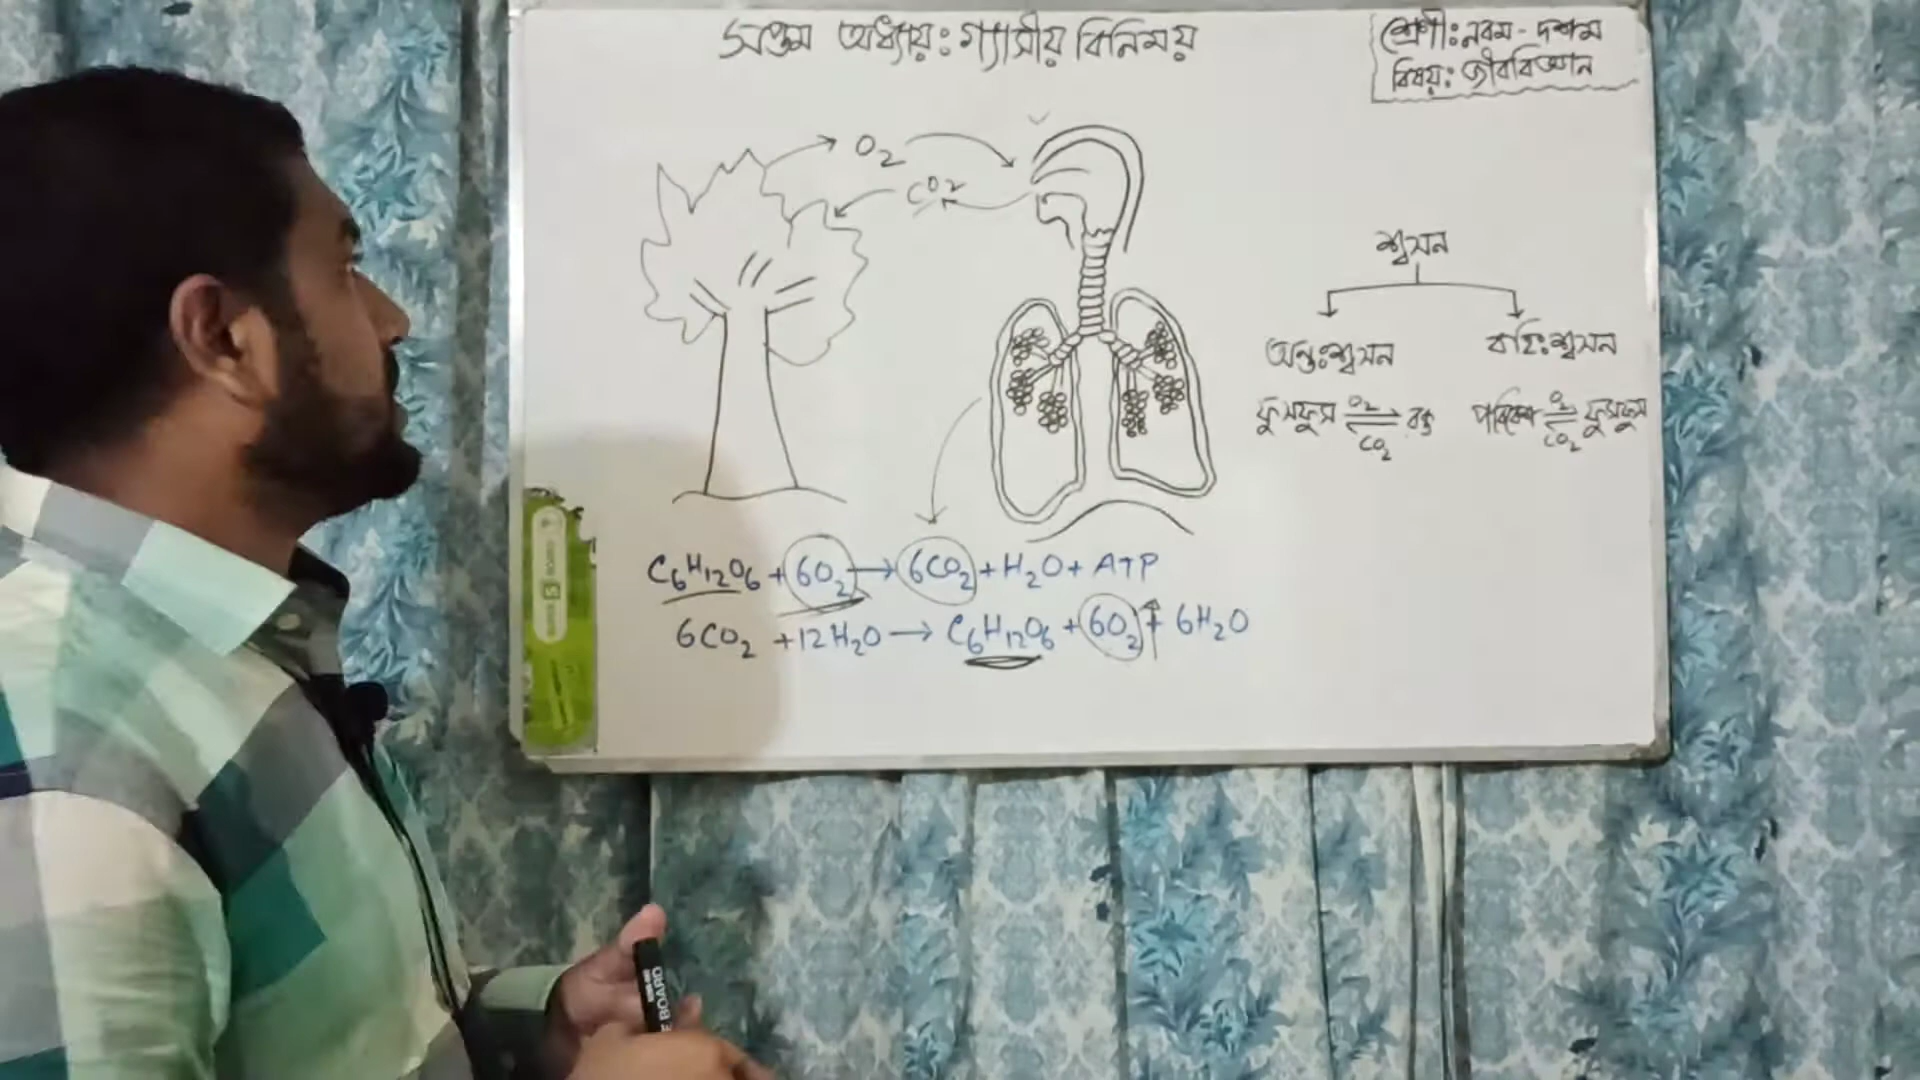 সপ্তম অধ্যায়ঃ গ্যাসীয় বিনিময়
শ্রেণীঃ নবম - দশম
বিষয়ঃ জীববিজ্ঞান
O2
CO2
শ্বসন
অন্তঃশ্বসন
বহিঃশ্বসন
ফুসফুস O2 ⇌ CO2 রক্ত
পরিবেশ O2 ⇌ CO2 ফুসফুস
C6H12O6 + 6O2 → 6CO2 + H2O + ATP
6CO2 + 12H2O → C6H12O6 + 6O2 + 6H2O
BOARD